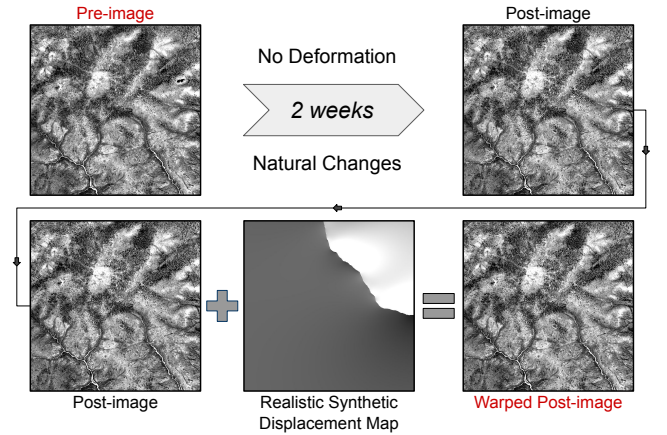 Pre-image
Post-image
No Deformation
2 weeks
Natural Changes
Post-image
Realistic Synthetic
Displacement Map
Warped Post-image